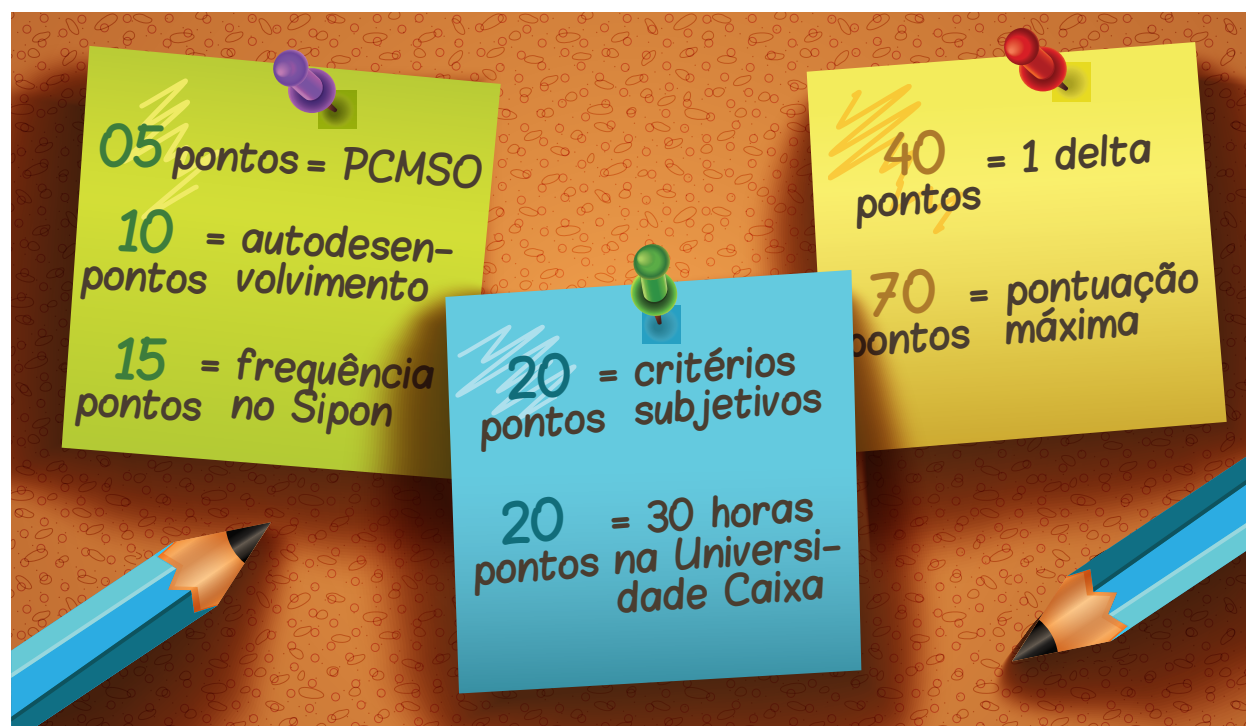 05 pontos = PCMSO
10 pontos = autodesen-
volvimento
15 pontos = frequência
no Sipon
20 pontos = critérios
subjetivos
20 pontos = 30 horas
na Universi-
dade Caixa
40 pontos = 1 delta
70 pontos = pontuação
máxima